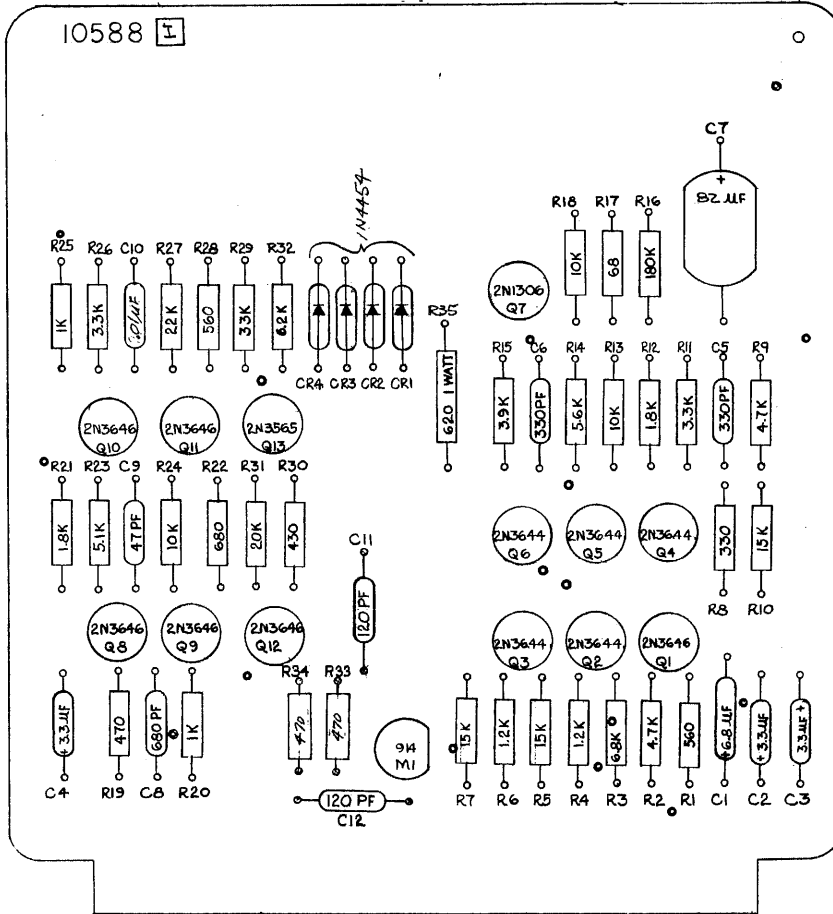 10588 I
C7
+
82 µF
1N4454
R18 R17 R16
10K 68 180K
2N1306
Q7
R25 R26 C10 R27 R28 R29 R32
1K 3.3K .01µF 22K 560 33K 6.2K
CR4 CR3 CR2 CR1
R35
620 1 WATT
R15 C6 R14 R13 R12 R11 C5 R9
3.9K 330PF 5.6K 10K 1.8K 3.3K 330PF 4.7K
2N3646
Q10
2N3646
Q11
2N3565
Q13
R21 R23 C9 R24 R22 R31 R30
1.8K 5.1K 47PF 10K 680 20K 430
2N3644
Q6
2N3644
Q5
2N3644
Q4
330 15K
R8 R10
C11
120PF
2N3646
Q8
2N3646
Q9
2N3646
Q12
2N3644
Q3
2N3644
Q2
2N3646
Q1
+3.3µF 470 680PF 1K
C4 R19 C8 R20
R34 R33
470 470
914
M1
120 PF
C12
15K 1.2K 15K 1.2K 6.8K 4.7K 560 +6.8µF +3.3µF 3.3µF+
R7 R6 R5 R4 R3 R2 R1 C1 C2 C3